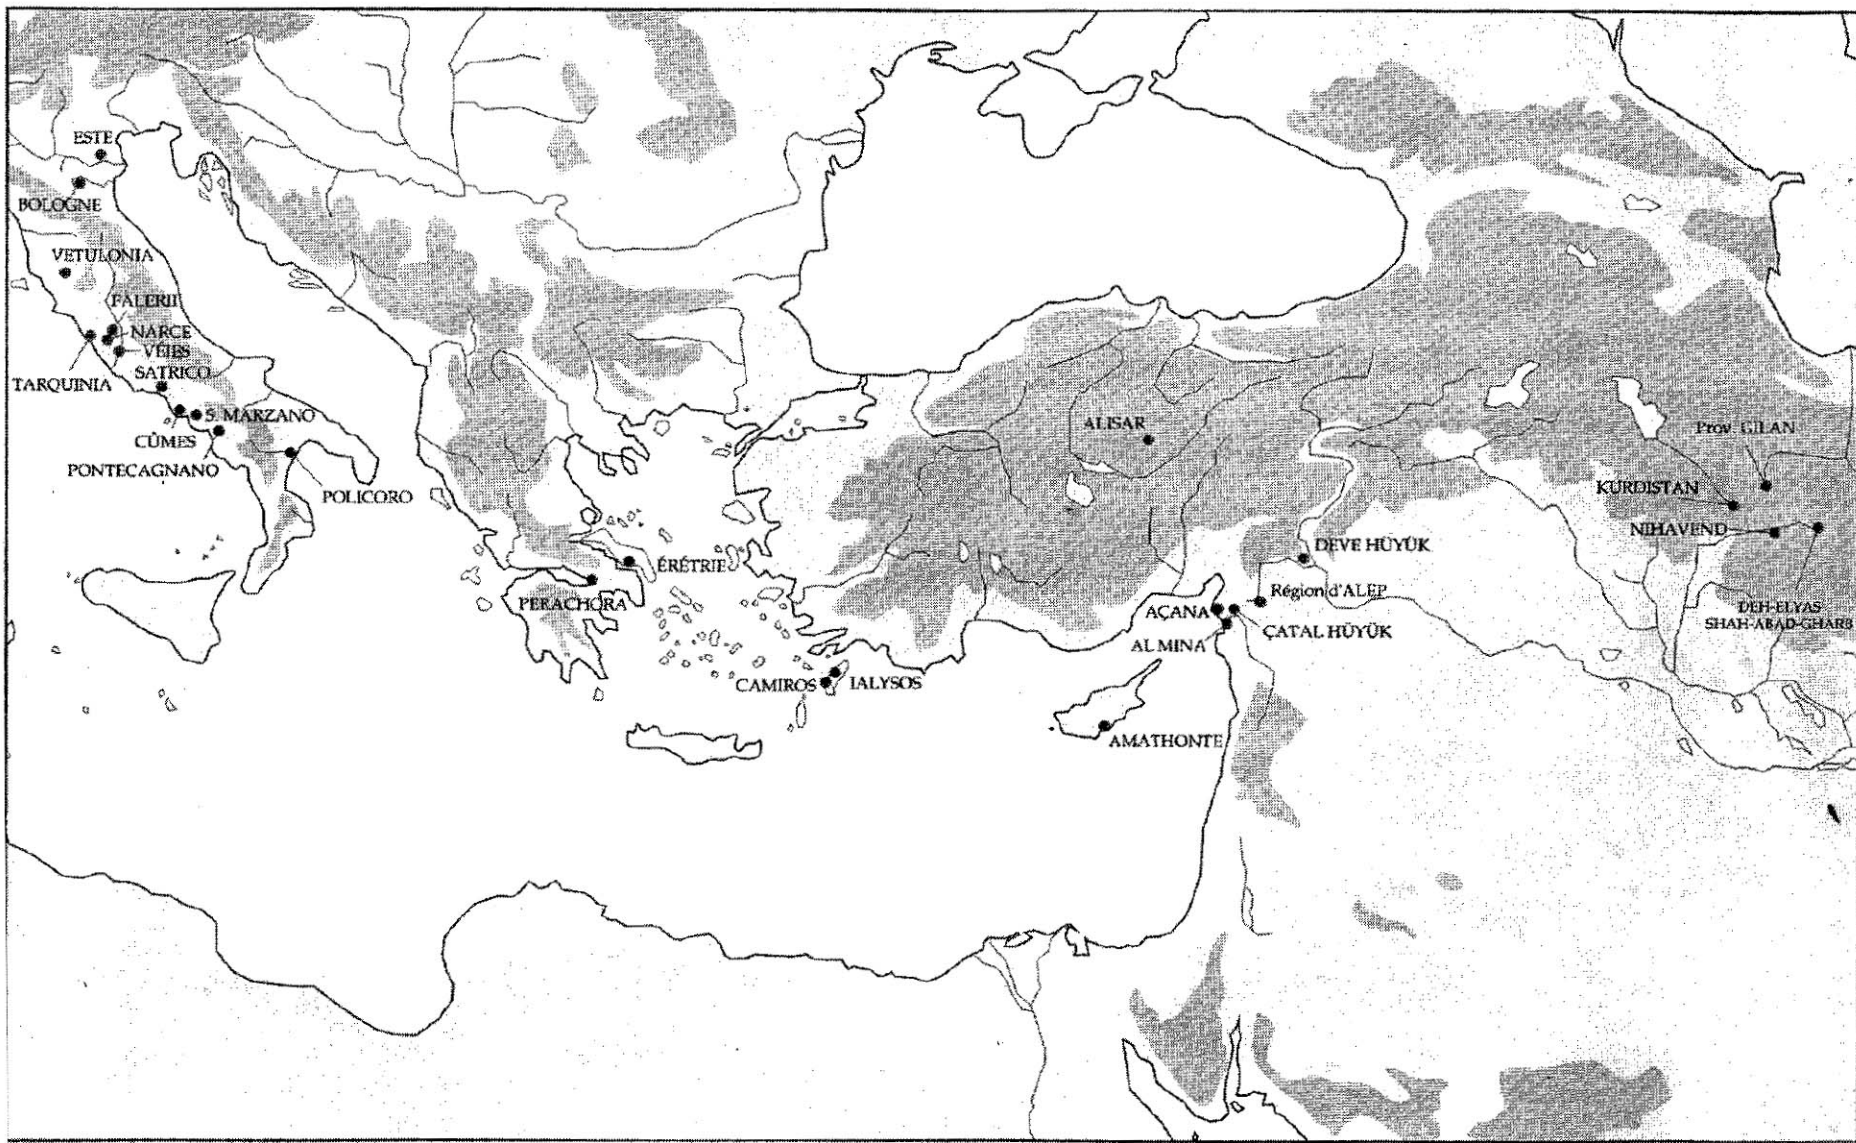 ESTE
BOLOGNE
VETULONIA
FALERII
NARCE
VÉIES
SATRICO
TARQUINIA
S. MARZANO
CÛMES
PONTECAGNANO
POLICORO
ÉRÉTRIE
PERACHORA
CAMIROS
IALYSOS
ALISAR
DEVE HÜYÜK
Région d'ALEP
AÇANA
ÇATAL HÜYÜK
AL MINA
AMATHONTE
Prov. GILAN
KURDISTAN
NIHAVEND
DEH-ELYAS
SHAH-ABAD-GHARB